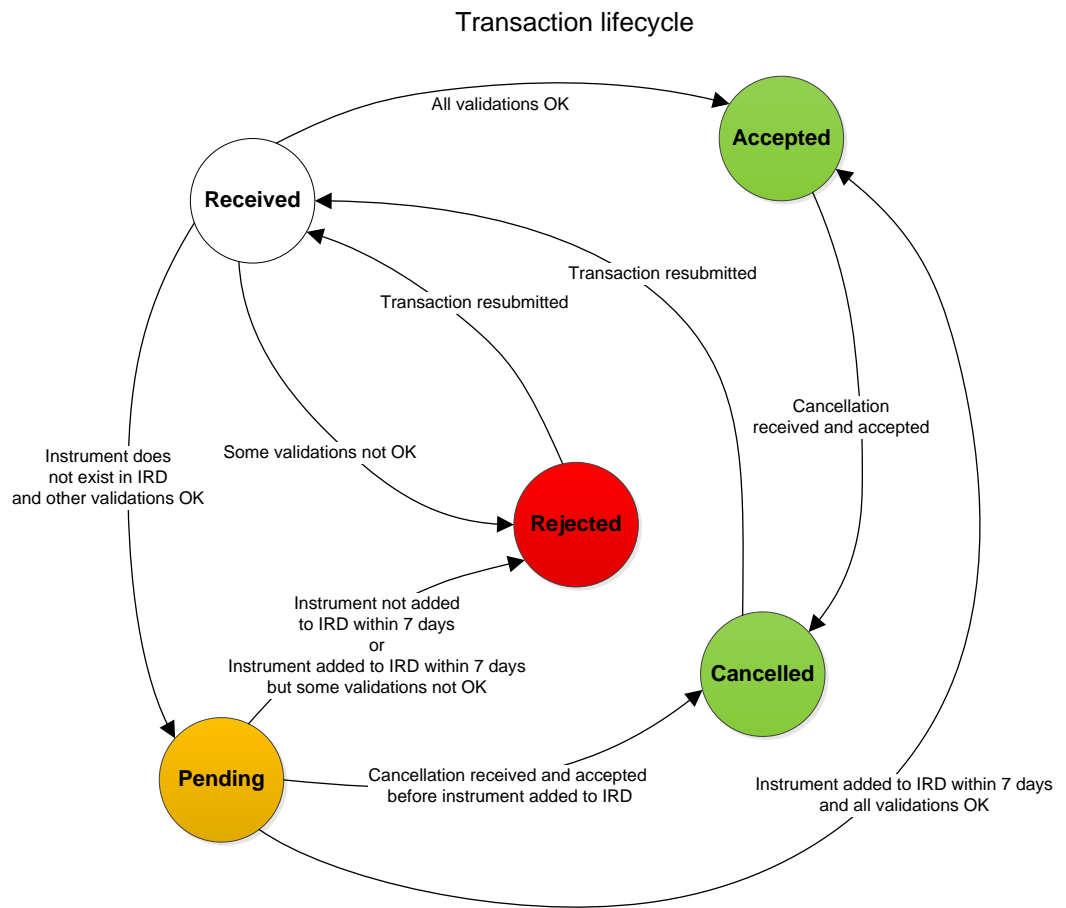 Transaction lifecycle
All validations OK
Accepted
Received
Transaction resubmitted
Transaction resubmitted
Cancellation
received and accepted
Some validations not OK
Instrument does
not exist in IRD
and other validations OK
Rejected
Instrument not added
to IRD within 7 days
or
Instrument added to IRD within 7 days
but some validations not OK
Cancelled
Pending
Cancellation received and accepted
before instrument added to IRD
Instrument added to IRD within 7 days
and all validations OK